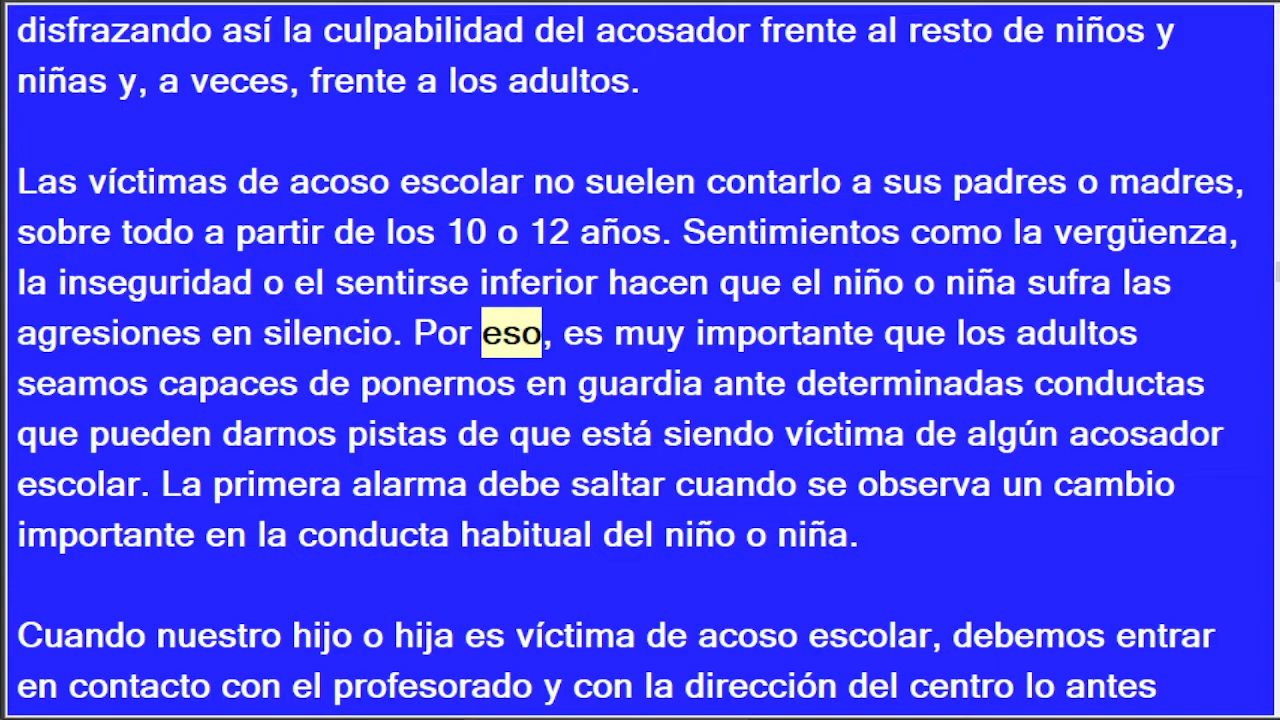 disfrazando así la culpabilidad del acosador frente al resto de niños y
niñas y, a veces, frente a los adultos.
Las víctimas de acoso escolar no suelen contarlo a sus padres o madres,
sobre todo a partir de los 10 o 12 años. Sentimientos como la vergüenza,
la inseguridad o el sentirse inferior hacen que el niño o niña sufra las
agresiones en silencio. Por eso, es muy importante que los adultos
seamos capaces de ponernos en guardia ante determinadas conductas
que pueden darnos pistas de que está siendo víctima de algún acosador
escolar. La primera alarma debe saltar cuando se observa un cambio
importante en la conducta habitual del niño o niña.
Cuando nuestro hijo o hija es víctima de acoso escolar, debemos entrar
en contacto con el profesorado y con la dirección del centro lo antes